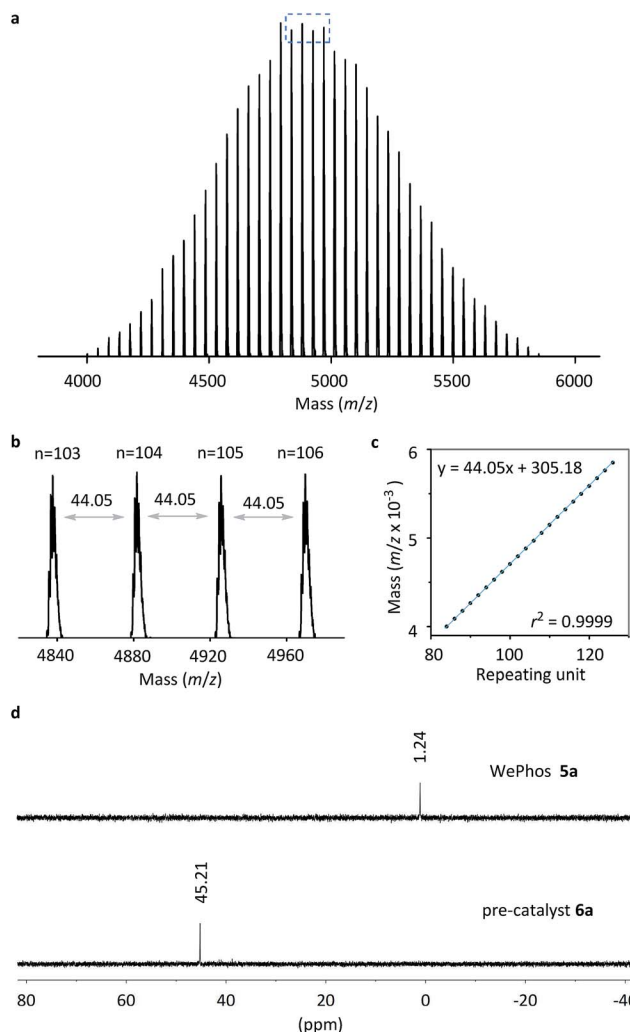 a
4000 4500 5000 5500 6000
Mass (m/z)
b
n=103 n=104 n=105 n=106
44.05 44.05 44.05
4840 4880 4920 4960
Mass (m/z)
c
6
y = 44.05x + 305.18
5
r² = 0.9999
4
80 100 120
Mass (m/z x 10⁻³)
Repeating unit
d
1.24
WePhos 5a
45.21
pre-catalyst 6a
80 60 40 20 0 -20 -40
(ppm)